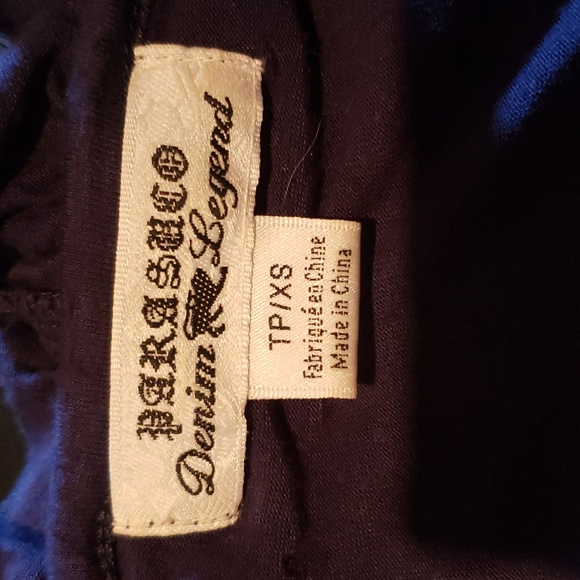 PARASUCO
Denim Legend
TP/XS
Fabriqué en Chine
Made in China